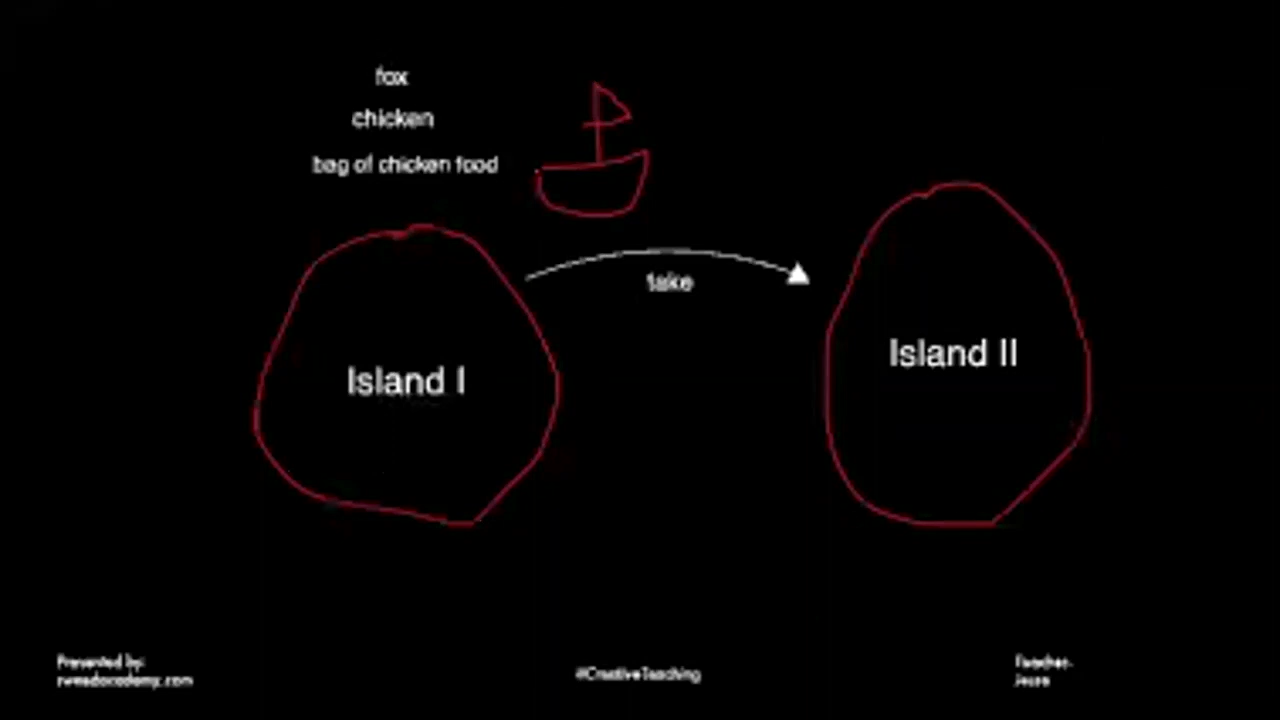 fox
chicken
bag of chicken food
take
Island I
Island II
Presented by:
#CreativeTeaching
Teacher-